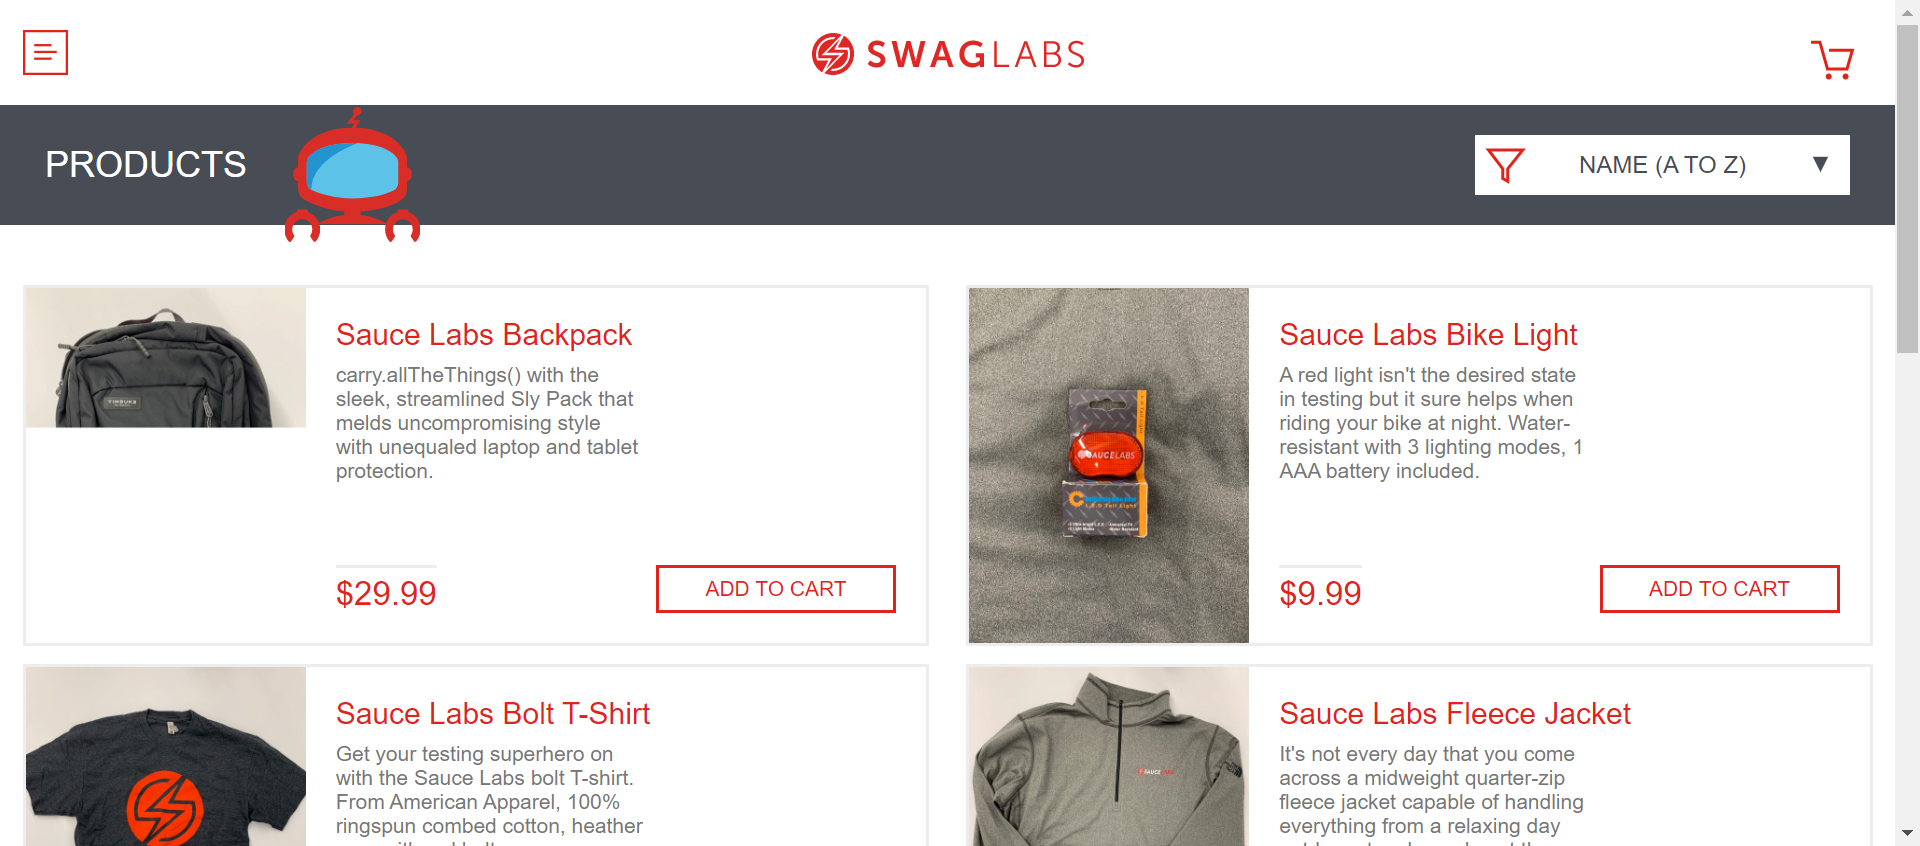 SWAGLABS
PRODUCTS
NAME (A TO Z)
Sauce Labs Backpack
carry.allTheThings() with the
sleek, streamlined Sly Pack that
melds uncompromising style
with unequaled laptop and tablet
protection.
$29.99
ADD TO CART
TIMBUK2
Sauce Labs Bike Light
A red light isn't the desired state
in testing but it sure helps when
riding your bike at night. Water-
resistant with 3 lighting modes, 1
AAA battery included.
$9.99
ADD TO CART
SAUCELABS
L.E.D Tail Light
Sauce Labs Bolt T-Shirt
Get your testing superhero on
with the Sauce Labs bolt T-shirt.
From American Apparel, 100%
ringspun combed cotton, heather
Sauce Labs Fleece Jacket
It's not every day that you come
across a midweight quarter-zip
fleece jacket capable of handling
everything from a relaxing day
SAUCELABS